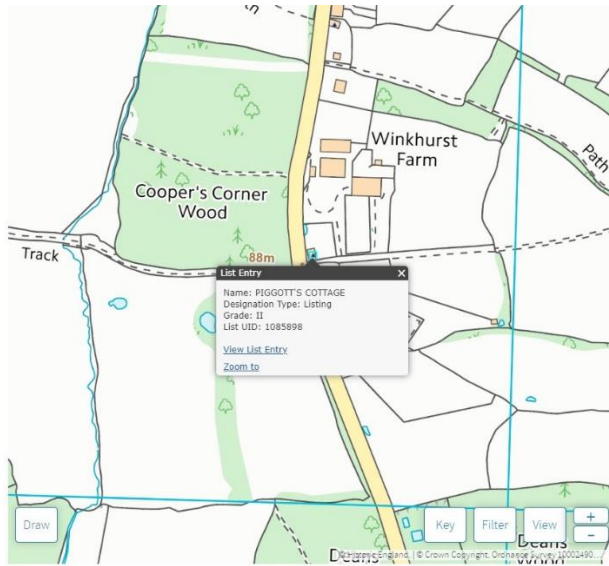 Winkhurst
Farm
Path
Cooper's Corner
Wood
Track
88m
List Entry
Name: PIGGOTT'S COTTAGE
Designation Type: Listing
Grade: II
List UID: 1085898
View List Entry
Zoom to
Draw
Key
Filter
View
+
−
Deans
Wood
© Historic England. | © Crown Copyright. Ordnance Survey 10002490...